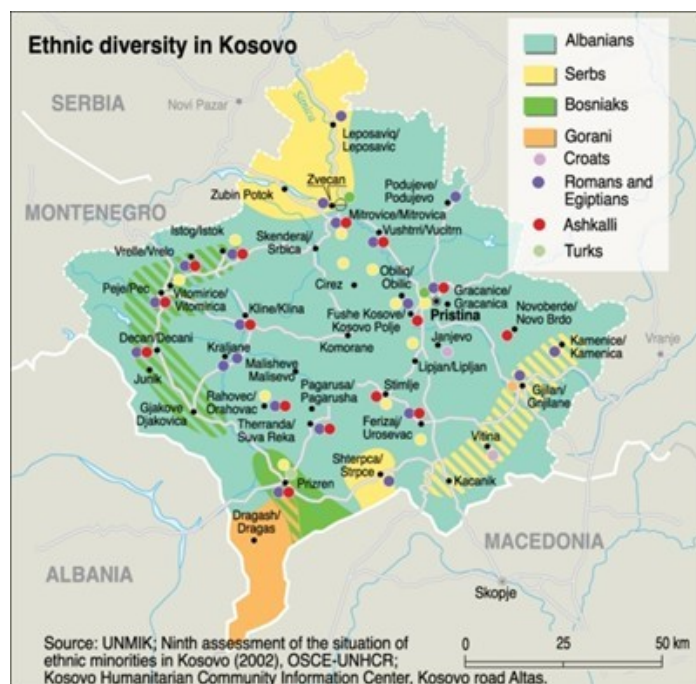 Ethnic diversity in Kosovo
Albanians
Serbs
Bosniaks
Gorani
Croats
Romans and
Egiptians
Ashkalli
Turks
SERBIA
Novi Pazar
Sitnica
Leposaviq/
Leposavic
Zvecan
Zubin Potok
Podujeve/
Podujevo
MONTENEGRO
Istog/Istok
Mitrovice/Mitrovica
Vushtrri/Vucitrn
Skenderaj/
Srbica
Vrelle/Vrelo
Peje/Pec
Vitomirice/
Vitomirica
Cirez
Obiliq/
Obilic
Gracanice/
Gracanica
Pristina
Kline/Klina
Fushe Kosove/
Kosovo Polje
Novoberde/
Novo Brdo
Komorane
Janjevo
Kamenice/
Kamenica
Vranje
Decan/Decani
Kraljane
Malisheve
Malisevo
Lipjan/Lipljan
Junik
Rahovec/
Orahovac
Pagarusa/
Pagarusha
Stimlje
Gjilan/
Gnjilane
Gjakove
Djakovica
Therranda/
Suva Reka
Ferizaj/
Urosevac
Vitina
Shterpca/
Strpce
Prizren
Kacanik
Dragash/
Dragas
MACEDONIA
ALBANIA
Skopje
Source: UNMIK; Ninth assessment of the situation of
ethnic minorities in Kosovo (2002), OSCE-UNHCR;
Kosovo Humanitarian Community Information Center, Kosovo road Altas.
0 25 50 km